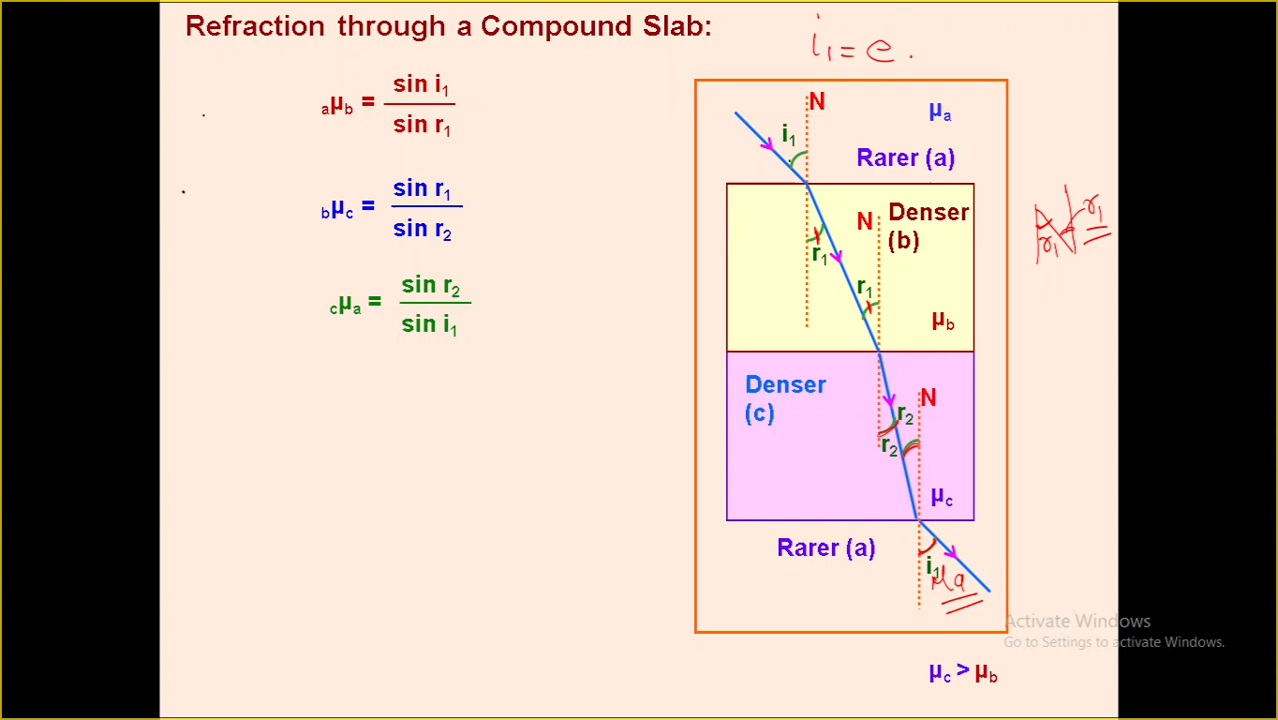 Refraction through a Compound Slab:
i₁ = e .
aμb = sin i₁ / sin r₁
bμc = sin r₁ / sin r₂
cμa = sin r₂ / sin i₁
N
μa
i₁
Rarer (a)
N
Denser
(b)
r₁
r₁
μb
r₁
r₁
Denser
(c)
N
r₂
r₂
μc
Rarer (a)
i₁
μa
Activate Windows
Go to Settings to activate Windows.
μc > μb